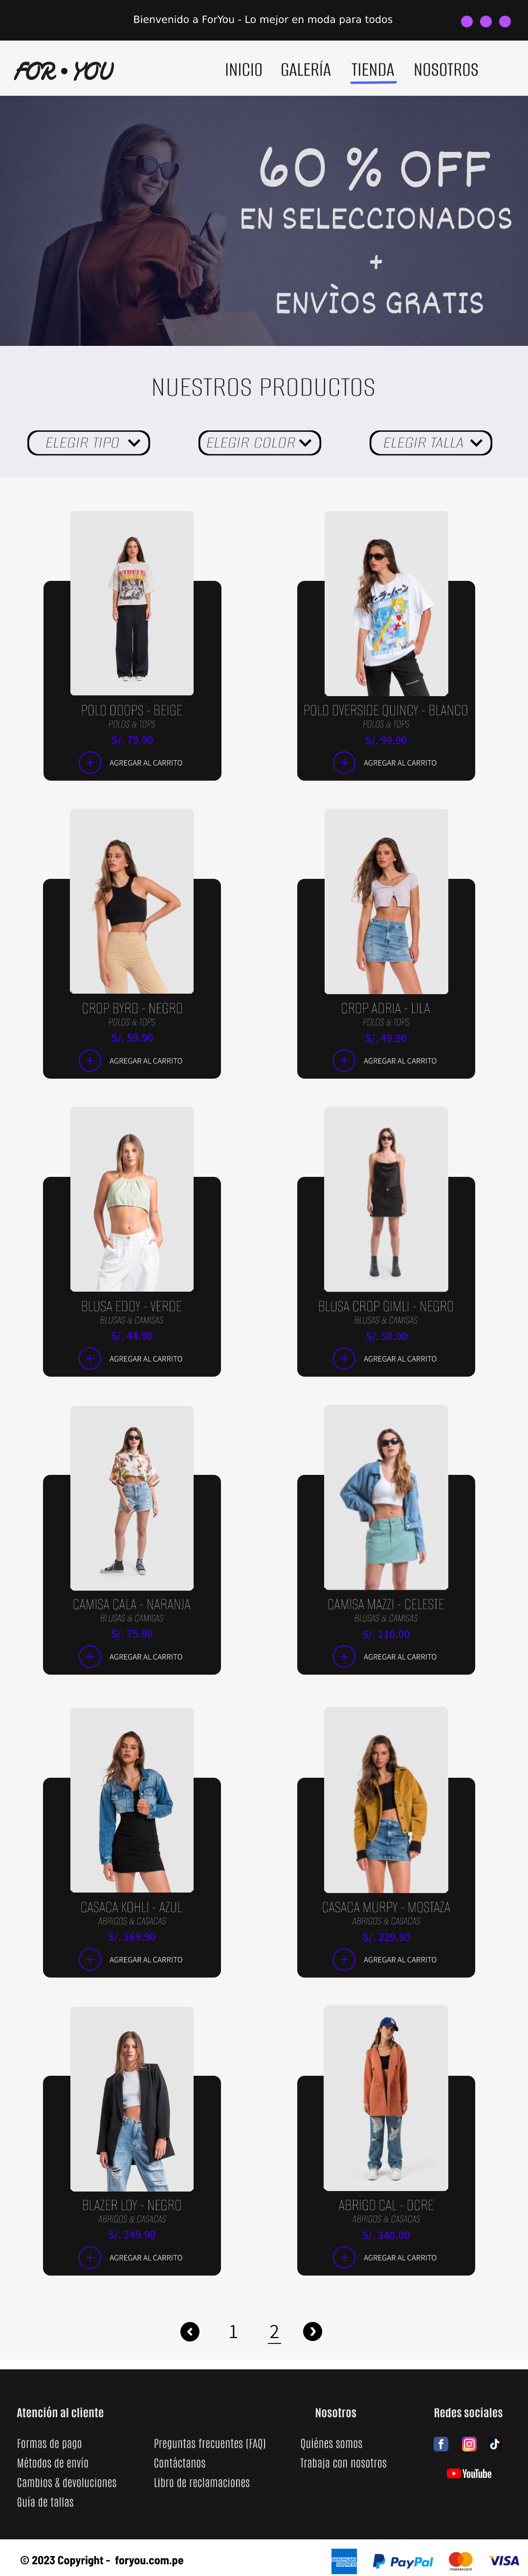 Bienvenido a ForYou - Lo mejor en moda para todos
FOR • YOU
INICIO GALERÍA TIENDA NOSOTROS
60 % OFF
EN SELECCIONADOS
+
ENVÌOS GRATIS
NUESTROS PRODUCTOS
ELEGIR TIPO ELEGIR COLOR ELEGIR TALLA
NIRVANA
POLO DOOPS - BEIGE
POLOS & TOPS
S/. 79.90
+ AGREGAR AL CARRITO
POLO OVERSIDE QUINCY - BLANCO
POLOS & TOPS
S/. 99.90
+ AGREGAR AL CARRITO
CROP BYRD - NEGRO
POLOS & TOPS
S/. 59.90
+ AGREGAR AL CARRITO
CROP ADRIA - LILA
POLOS & TOPS
S/. 49.90
+ AGREGAR AL CARRITO
BLUSA EDDY - VERDE
BLUSAS & CAMISAS
S/. 44.90
+ AGREGAR AL CARRITO
BLUSA CROP GIMLI - NEGRO
BLUSAS & CAMISAS
S/. 50.00
+ AGREGAR AL CARRITO
CAMISA CALA - NARANJA
BLUSAS & CAMISAS
S/. 75.90
+ AGREGAR AL CARRITO
CAMISA MAZZI - CELESTE
BLUSAS & CAMISAS
S/. 110.00
+ AGREGAR AL CARRITO
CASACA KOHLI - AZUL
ABRIGOS & CASACAS
S/. 169.90
+ AGREGAR AL CARRITO
CASACA MURPY - MOSTAZA
ABRIGOS & CASACAS
S/. 229.90
+ AGREGAR AL CARRITO
BLAZER LOY - NEGRO
ABRIGOS & CASACAS
S/. 249.90
+ AGREGAR AL CARRITO
ABRIGO CAL - OCRE
ABRIGOS & CASACAS
S/. 340.00
+ AGREGAR AL CARRITO
1 2
Atención al cliente
Formas de pago
Métodos de envío
Cambios & devoluciones
Guía de tallas
Preguntas frecuentes (FAQ)
Contáctanos
Libro de reclamaciones
Nosotros
Quiénes somos
Trabaja con nosotros
Redes sociales
YouTube
© 2023 Copyright - foryou.com.pe
AMERICAN EXPRESS PayPal mastercard VISA